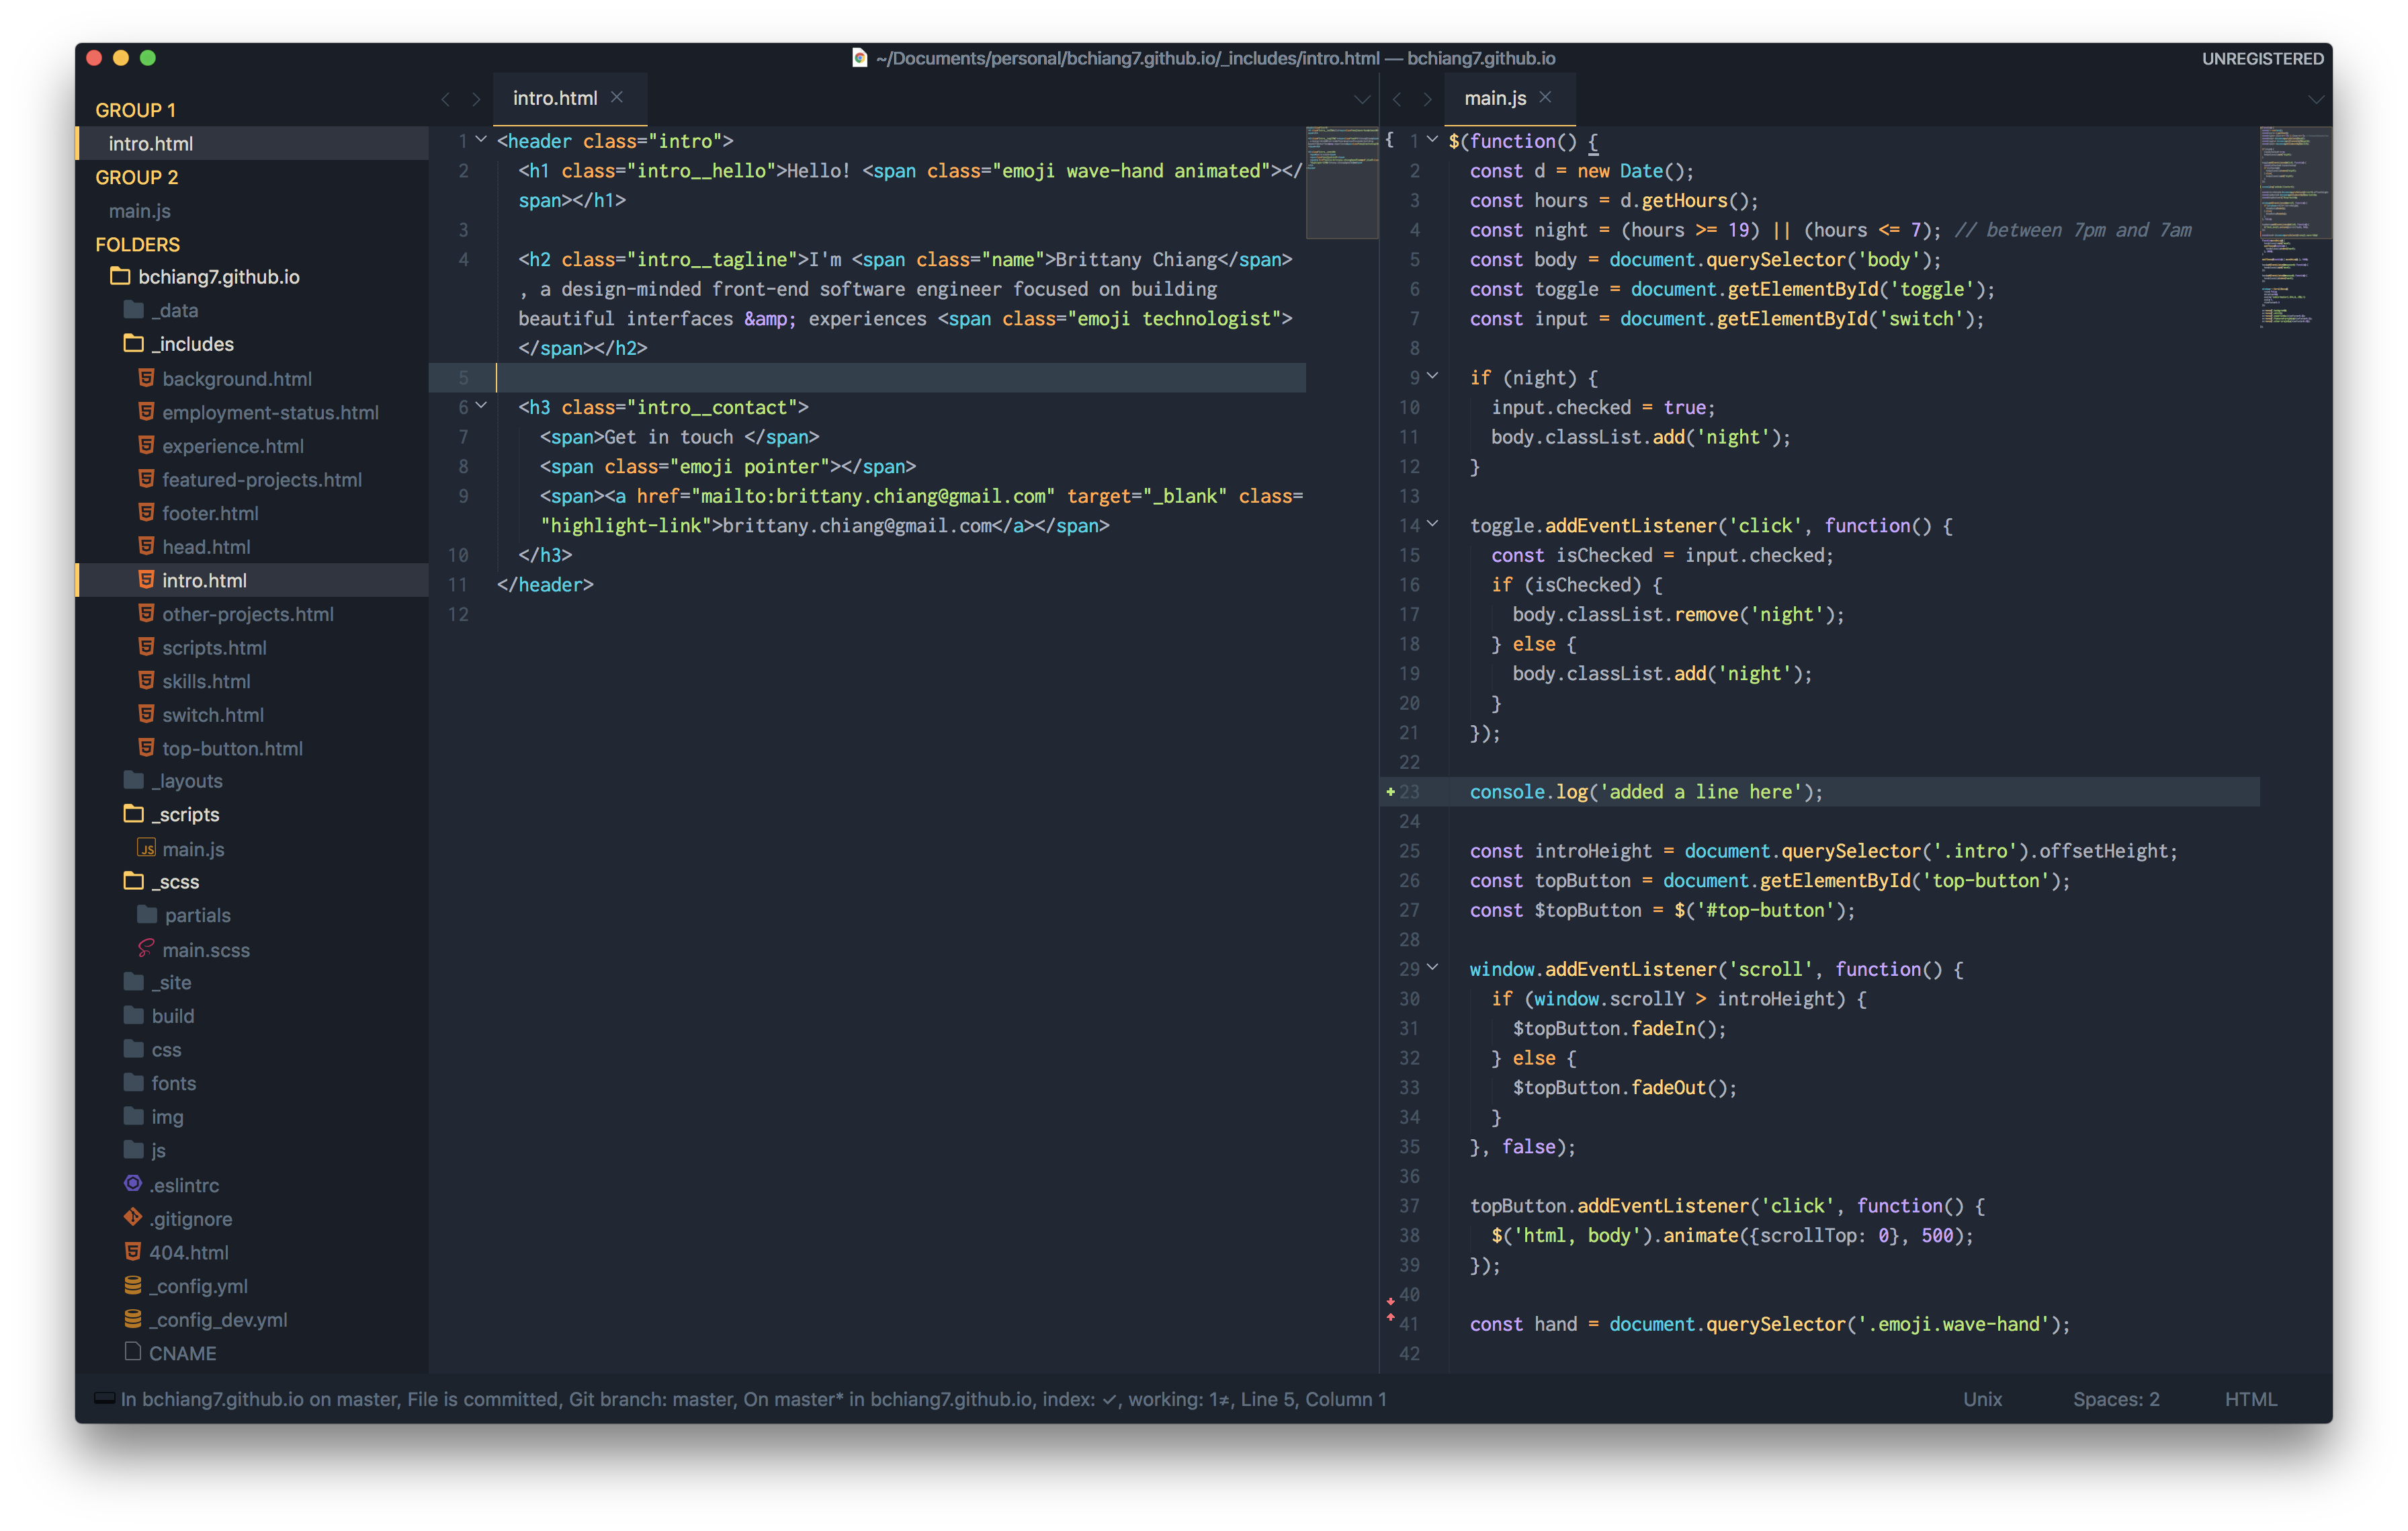 ~/Documents/personal/bchiang7.github.io/_includes/intro.html — bchiang7.github.io
UNREGISTERED
GROUP 1
intro.html
GROUP 2
main.js
FOLDERS
bchiang7.github.io
_data
_includes
background.html
employment-status.html
experience.html
featured-projects.html
footer.html
head.html
intro.html
other-projects.html
scripts.html
skills.html
switch.html
top-button.html
_layouts
_scripts
main.js
_scss
partials
main.scss
_site
build
css
fonts
img
js
.eslintrc
.gitignore
404.html
_config.yml
_config_dev.yml
CNAME
intro.html ×
1 <header class="intro">
2   <h1 class="intro__hello">Hello! <span class="emoji wave-hand animated"></
  span></h1>
3
4   <h2 class="intro__tagline">I'm <span class="name">Brittany Chiang</span>
  , a design-minded front-end software engineer focused on building
  beautiful interfaces &amp; experiences <span class="emoji technologist">
  </span></h2>
5
6   <h3 class="intro__contact">
7     <span>Get in touch </span>
8     <span class="emoji pointer"></span>
9     <span><a href="mailto:brittany.chiang@gmail.com" target="_blank" class=
    "highlight-link">brittany.chiang@gmail.com</a></span>
10   </h3>
11 </header>
12
main.js ×
{ 1 $(function() {
2   const d = new Date();
3   const hours = d.getHours();
4   const night = (hours >= 19) || (hours <= 7); // between 7pm and 7am
5   const body = document.querySelector('body');
6   const toggle = document.getElementById('toggle');
7   const input = document.getElementById('switch');
8
9   if (night) {
10     input.checked = true;
11     body.classList.add('night');
12   }
13
14   toggle.addEventListener('click', function() {
15     const isChecked = input.checked;
16     if (isChecked) {
17       body.classList.remove('night');
18     } else {
19       body.classList.add('night');
20     }
21   });
22
+ 23   console.log('added a line here');
24
25   const introHeight = document.querySelector('.intro').offsetHeight;
26   const topButton = document.getElementById('top-button');
27   const $topButton = $('#top-button');
28
29   window.addEventListener('scroll', function() {
30     if (window.scrollY > introHeight) {
31       $topButton.fadeIn();
32     } else {
33       $topButton.fadeOut();
34     }
35   }, false);
36
37   topButton.addEventListener('click', function() {
38     $('html, body').animate({scrollTop: 0}, 500);
39   });
40
41   const hand = document.querySelector('.emoji.wave-hand');
42
In bchiang7.github.io on master, File is committed, Git branch: master, On master* in bchiang7.github.io, index: ✓, working: 1≠, Line 5, Column 1
Unix
Spaces: 2
HTML